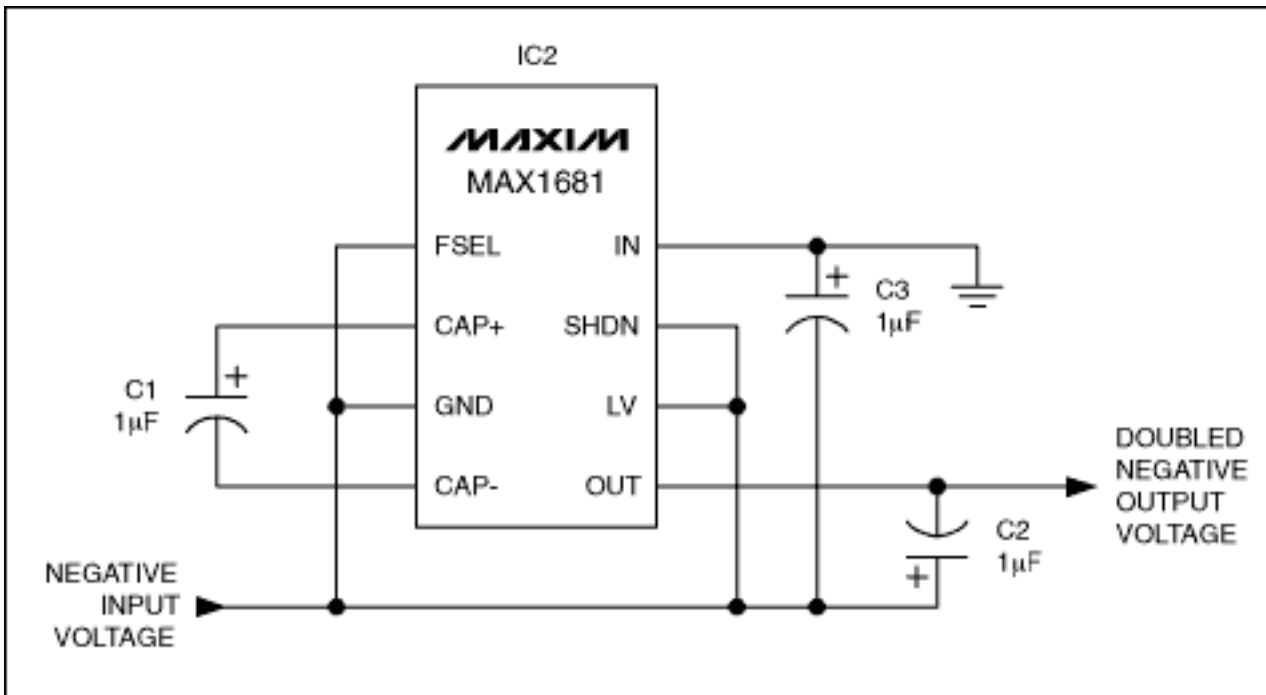 IC2
MAXIM
MAX1681
FSEL
IN
CAP+
SHDN
GND
LV
CAP-
OUT
+
C1
1µF
+
C3
1µF
+
C2
1µF
DOUBLED
NEGATIVE
OUTPUT
VOLTAGE
NEGATIVE
INPUT
VOLTAGE